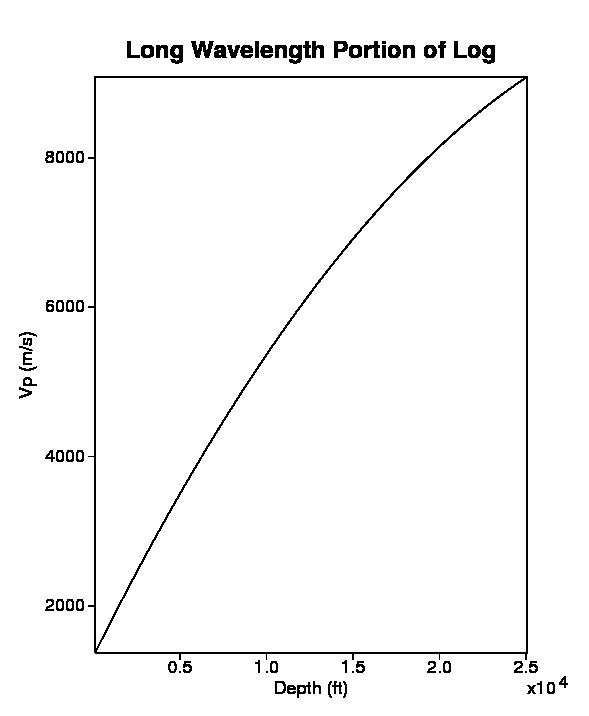 Long Wavelength Portion of Log
8000
6000
4000
2000
Vp (m/s)
0.5 1.0 1.5 2.0 2.5
Depth (ft)
x10 4